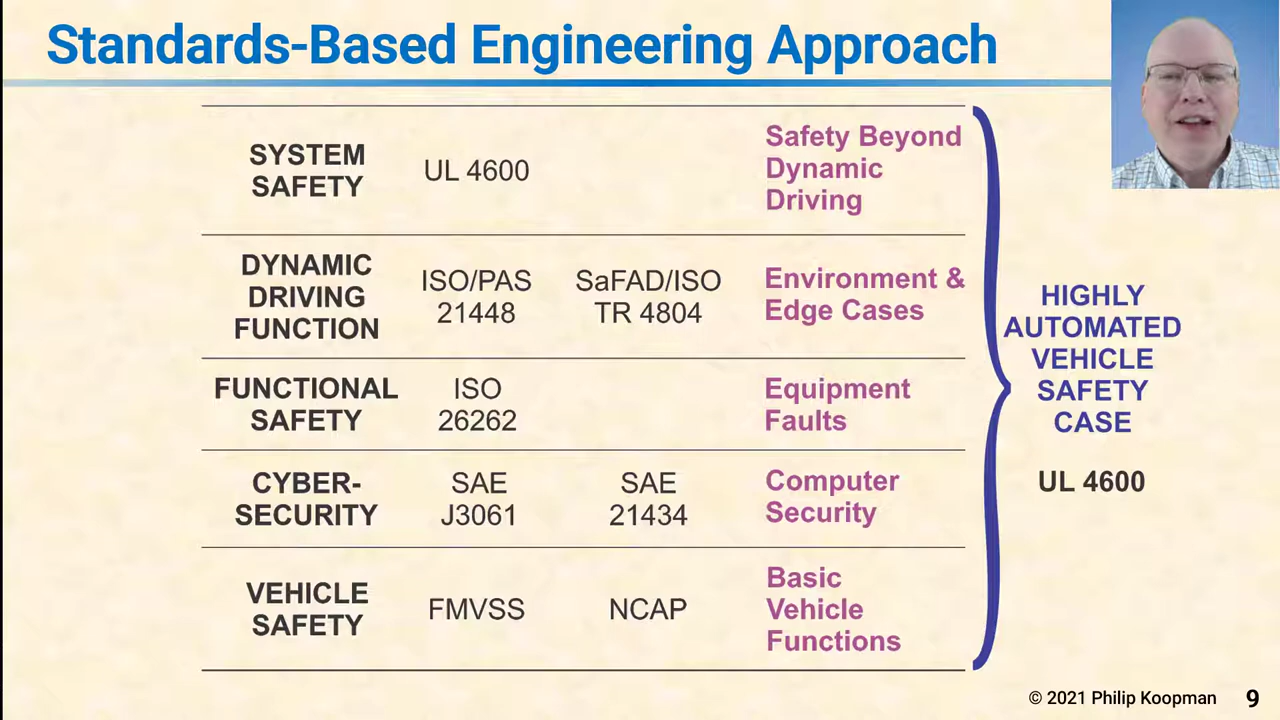 Standards-Based Engineering Approach
SYSTEM
SAFETY
UL 4600
Safety Beyond
Dynamic
Driving
DYNAMIC
DRIVING
FUNCTION
ISO/PAS
21448
SaFAD/ISO
TR 4804
Environment &
Edge Cases
FUNCTIONAL
SAFETY
ISO
26262
Equipment
Faults
CYBER-
SECURITY
SAE
J3061
SAE
21434
Computer
Security
VEHICLE
SAFETY
FMVSS
NCAP
Basic
Vehicle
Functions
HIGHLY
AUTOMATED
VEHICLE
SAFETY
CASE
UL 4600
© 2021 Philip Koopman 9